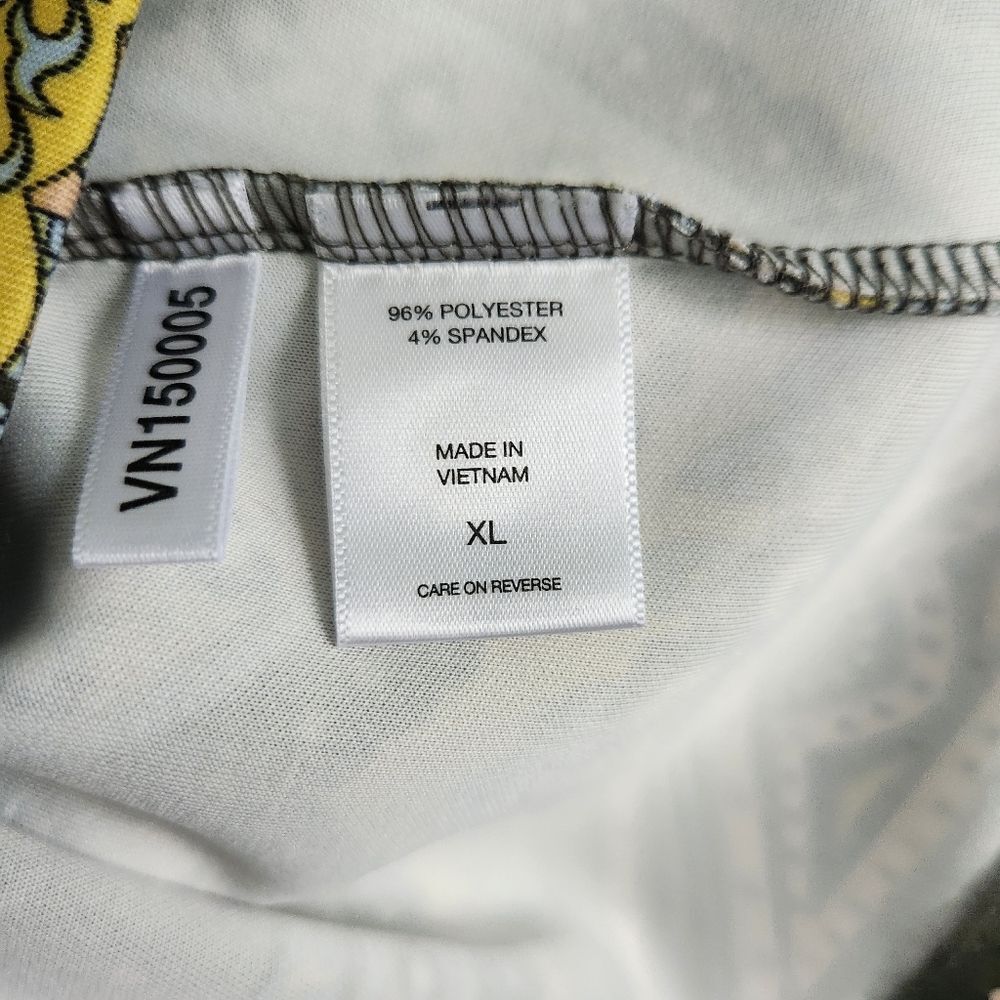 VN150005
96% POLYESTER
4% SPANDEX
MADE IN
VIETNAM
XL
CARE ON REVERSE